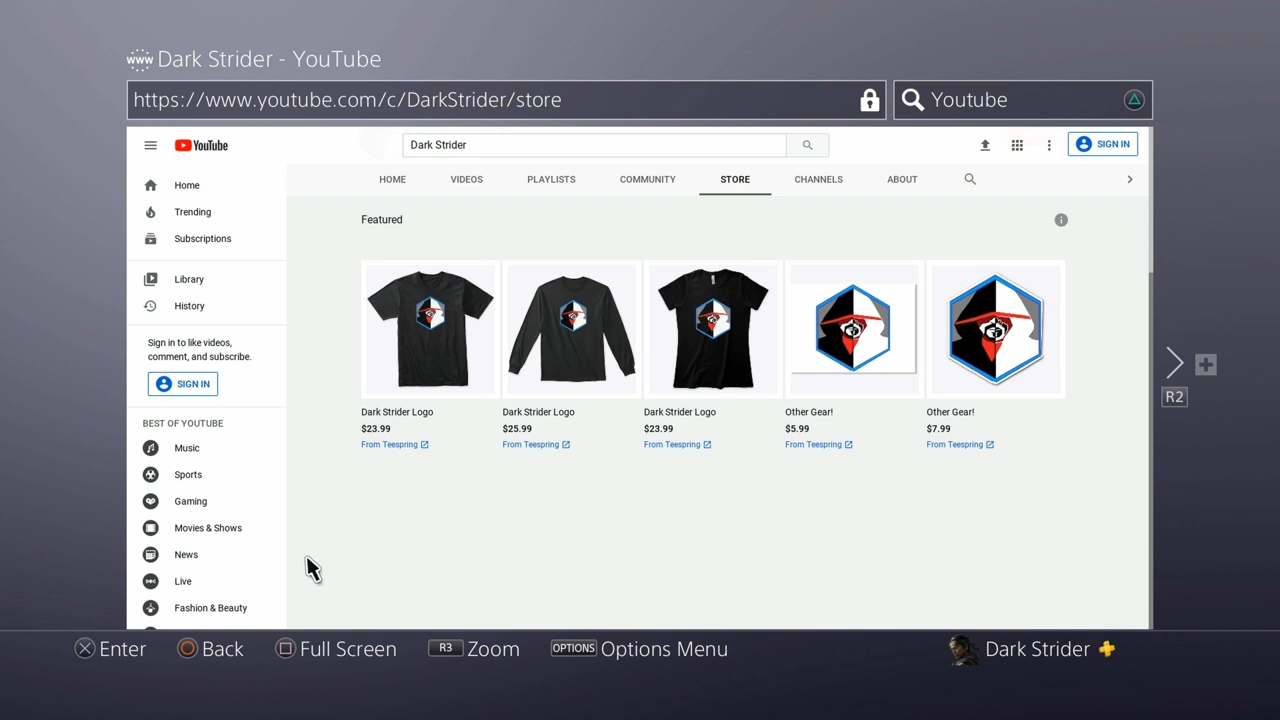 www Dark Strider - YouTube
https://www.youtube.com/c/DarkStrider/store
Youtube
YouTube
Dark Strider
SIGN IN
HOME VIDEOS PLAYLISTS COMMUNITY STORE CHANNELS ABOUT
Home
Trending
Subscriptions
Library
History
Sign in to like videos,
comment, and subscribe.
SIGN IN
BEST OF YOUTUBE
Music
Sports
Gaming
Movies & Shows
News
Live
Fashion & Beauty
Featured
Dark Strider Logo
$23.99
From Teespring
Dark Strider Logo
$25.99
From Teespring
Dark Strider Logo
$23.99
From Teespring
Other Gear!
$5.99
From Teespring
Other Gear!
$7.99
From Teespring
R2
Enter Back Full Screen R3 Zoom OPTIONS Options Menu Dark Strider